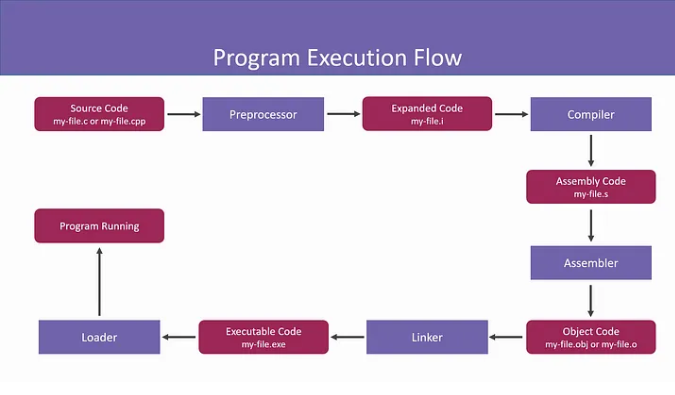 Program Execution Flow
Source Code
my-file.c or my-file.cpp
Preprocessor
Expanded Code
my-file.i
Compiler
Assembly Code
my-file.s
Assembler
Object Code
my-file.obj or my-file.o
Linker
Executable Code
my-file.exe
Loader
Program Running